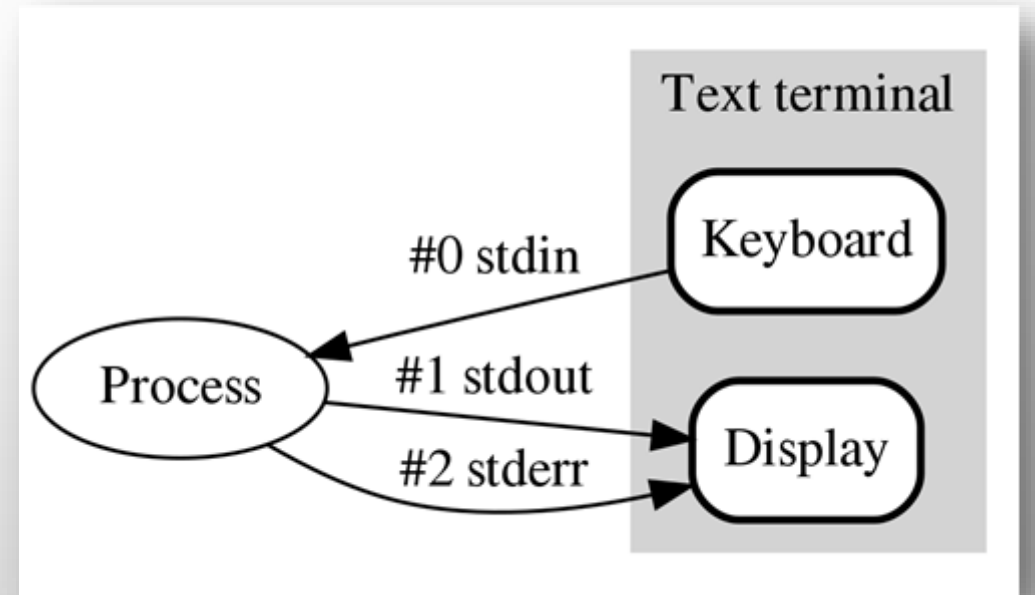 Text terminal
Keyboard
#0 stdin
Process
#1 stdout
Display
#2 stderr